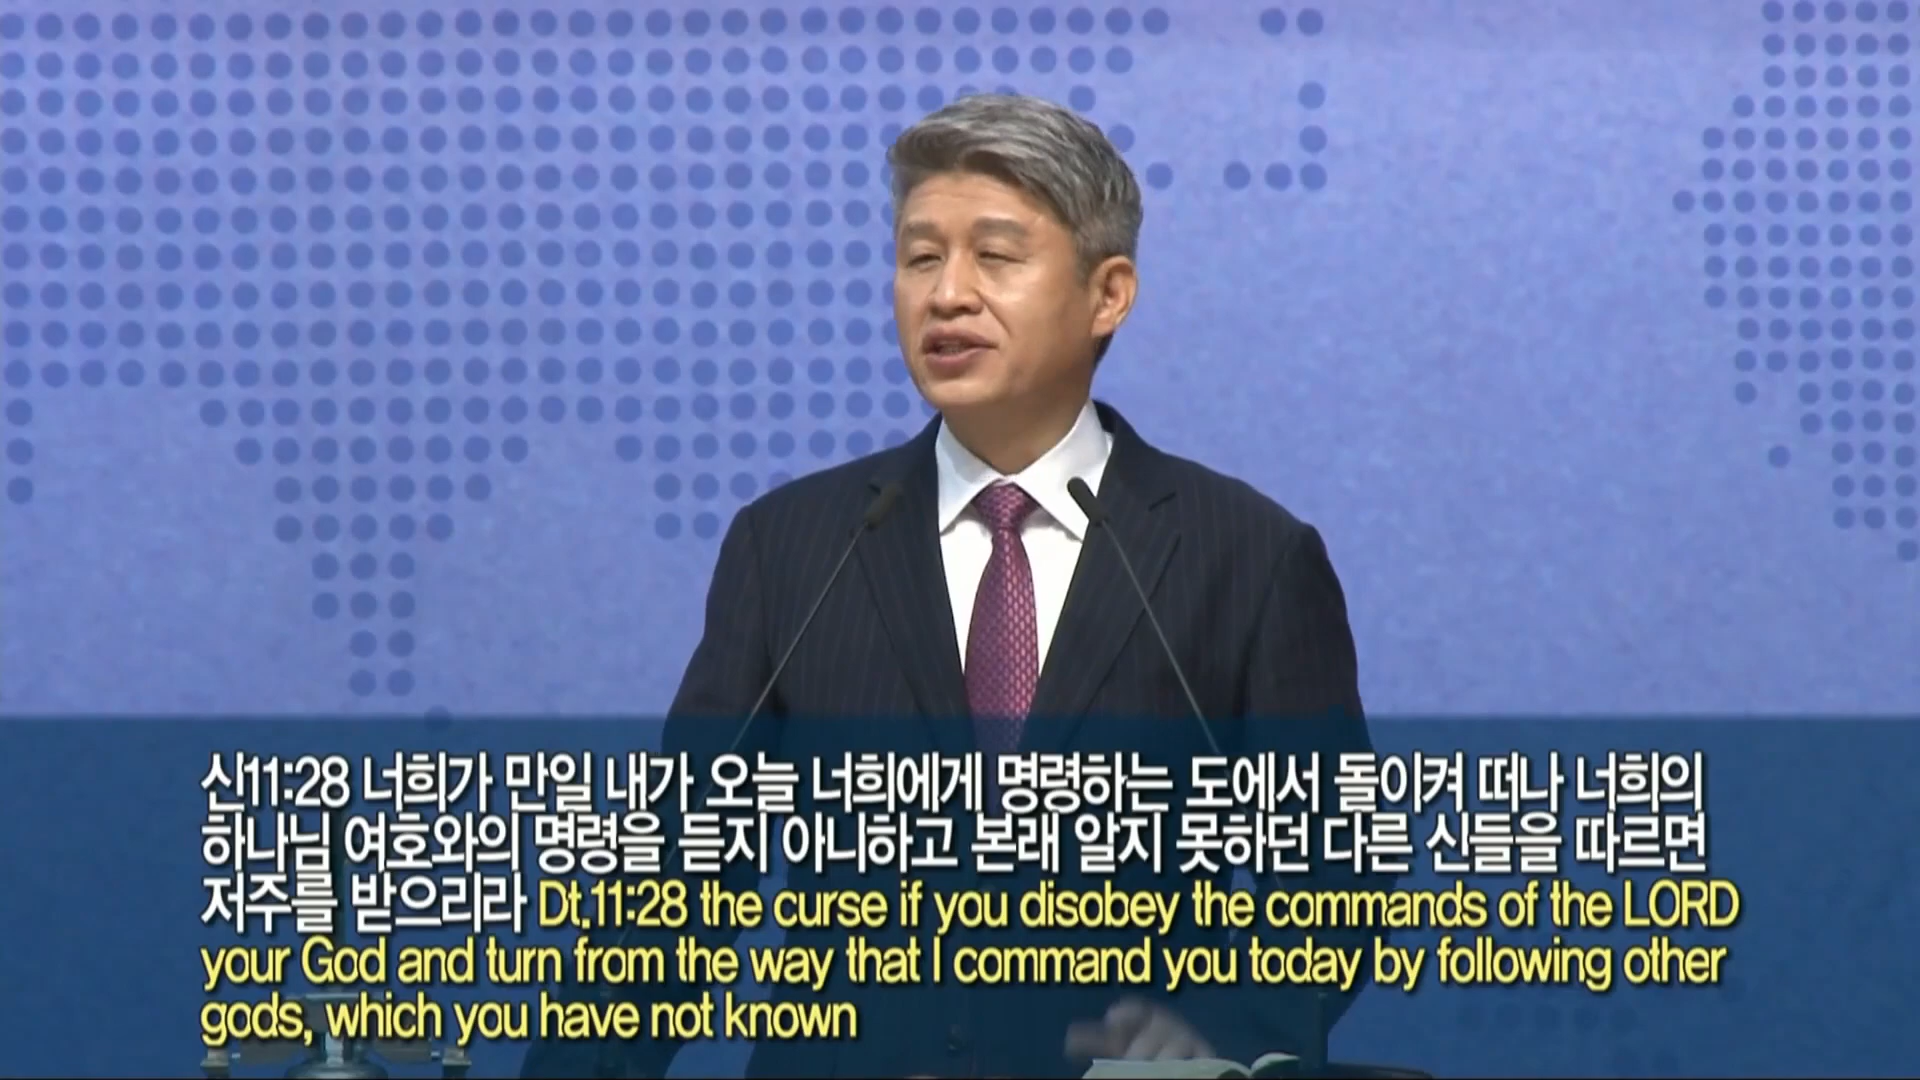 신11:28 너희가 만일 내가 오늘 너희에게 명령하는 도에서 돌이켜 떠나 너희의
하나님 여호와의 명령을 듣지 아니하고 본래 알지 못하던 다른 신들을 따르면
저주를 받으리라 Dt.11:28 the curse if you disobey the commands of the LORD
your God and turn from the way that I command you today by following other
gods, which you have not known